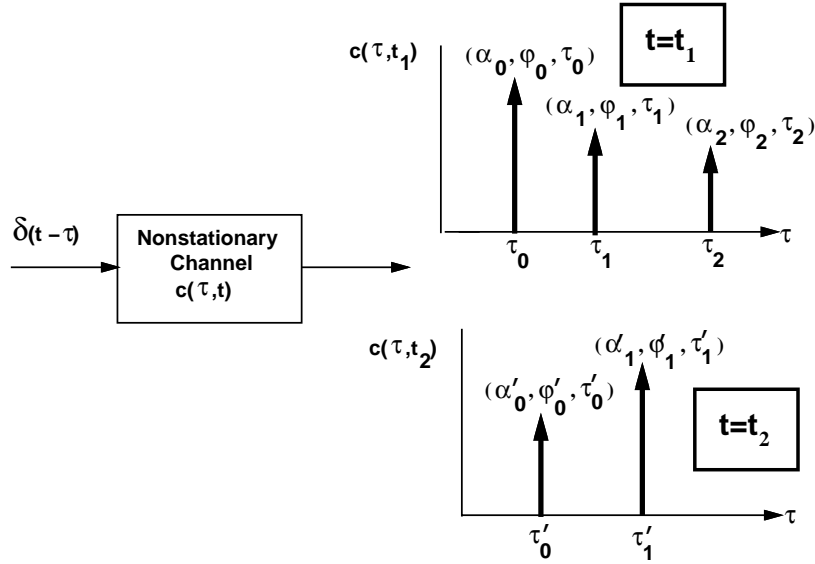 c(τ,t₁)
(α₀, φ₀, τ₀)
t=t₁
(α₁, φ₁, τ₁)
(α₂, φ₂, τ₂)
δ(t − τ)
Nonstationary
Channel
c(τ,t)
τ₀
τ₁
τ₂
τ
c(τ,t₂)
(α′₁, φ′₁, τ′₁)
(α′₀, φ′₀, τ′₀)
t=t₂
τ′₀
τ′₁
τ